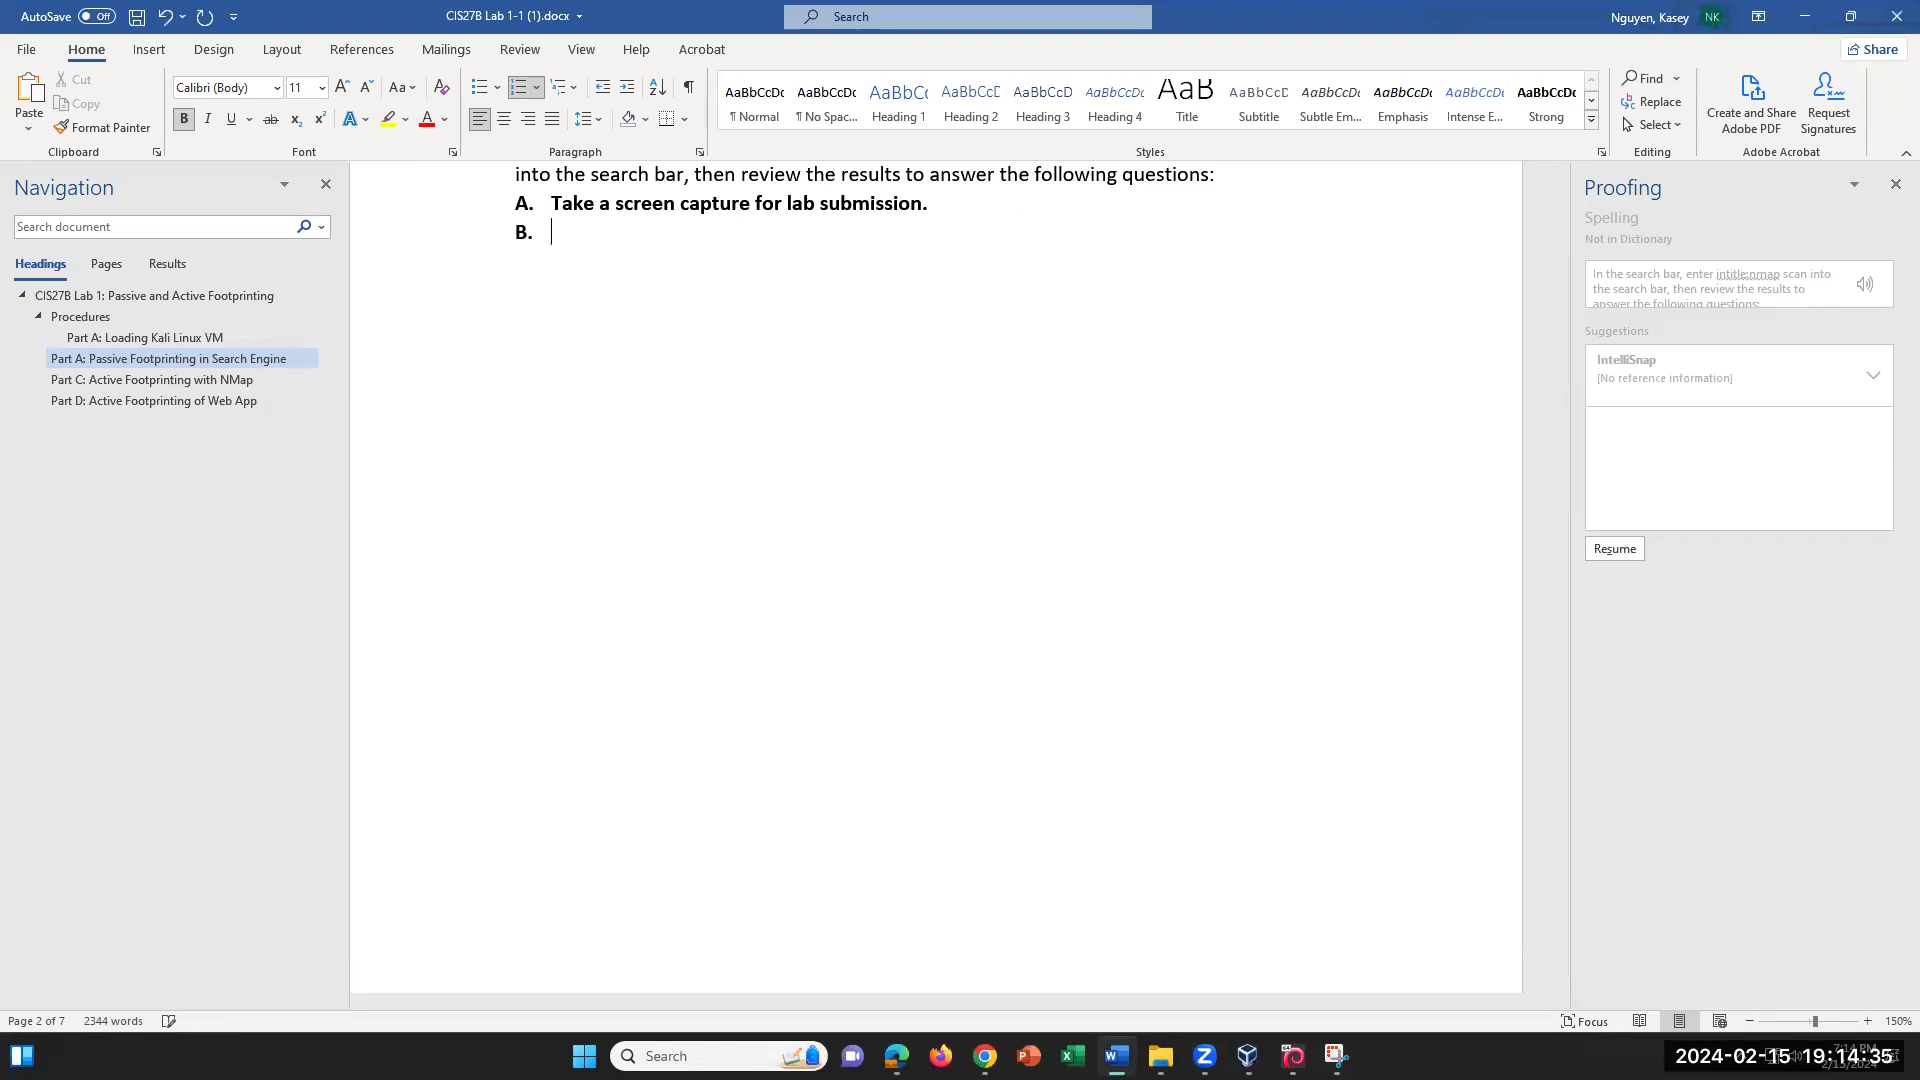 AutoSave Off
CIS27B Lab 1-1 (1).docx
Search
Nguyen, Kasey NK
File Home Insert Design Layout References Mailings Review View Help Acrobat
Share
Paste
Cut
Copy
Format Painter
Clipboard
Calibri (Body) 11
Font
Paragraph
AaBbCcDc AaBbCcDc AaBbC AaBbCcD AaBbCcD AaBbCcDc AaB AaBbCcD AaBbCcDc AaBbCcDc AaBbCcDc AaBbCcDc
¶ Normal ¶ No Spac... Heading 1 Heading 2 Heading 3 Heading 4 Title Subtitle Subtle Em... Emphasis Intense E... Strong
Styles
Find
Replace
Select
Editing
Create and Share Adobe PDF
Request Signatures
Adobe Acrobat
Navigation
Search document
Headings Pages Results
CIS27B Lab 1: Passive and Active Footprinting
Procedures
Part A: Loading Kali Linux VM
Part A: Passive Footprinting in Search Engine
Part C: Active Footprinting with NMap
Part D: Active Footprinting of Web App
into the search bar, then review the results to answer the following questions:
A. Take a screen capture for lab submission.
B.
Proofing
Spelling
Not in Dictionary
In the search bar, enter intitle:nmap scan into
the search bar, then review the results to
answer the following questions:
Suggestions
IntelliSnap
[No reference information]
Resume
Page 2 of 7 2344 words
Focus
150%
Search
2024-02-15 19:14:35